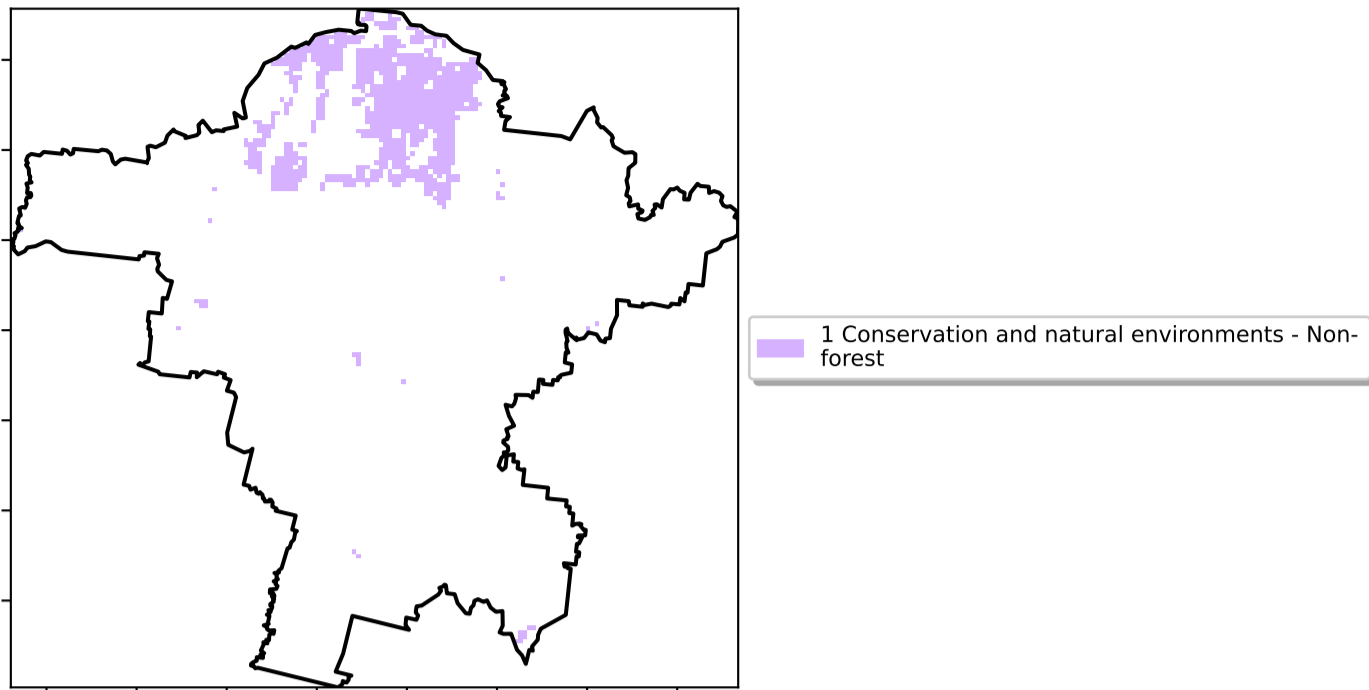 1 Conservation and natural environments - Non-
forest